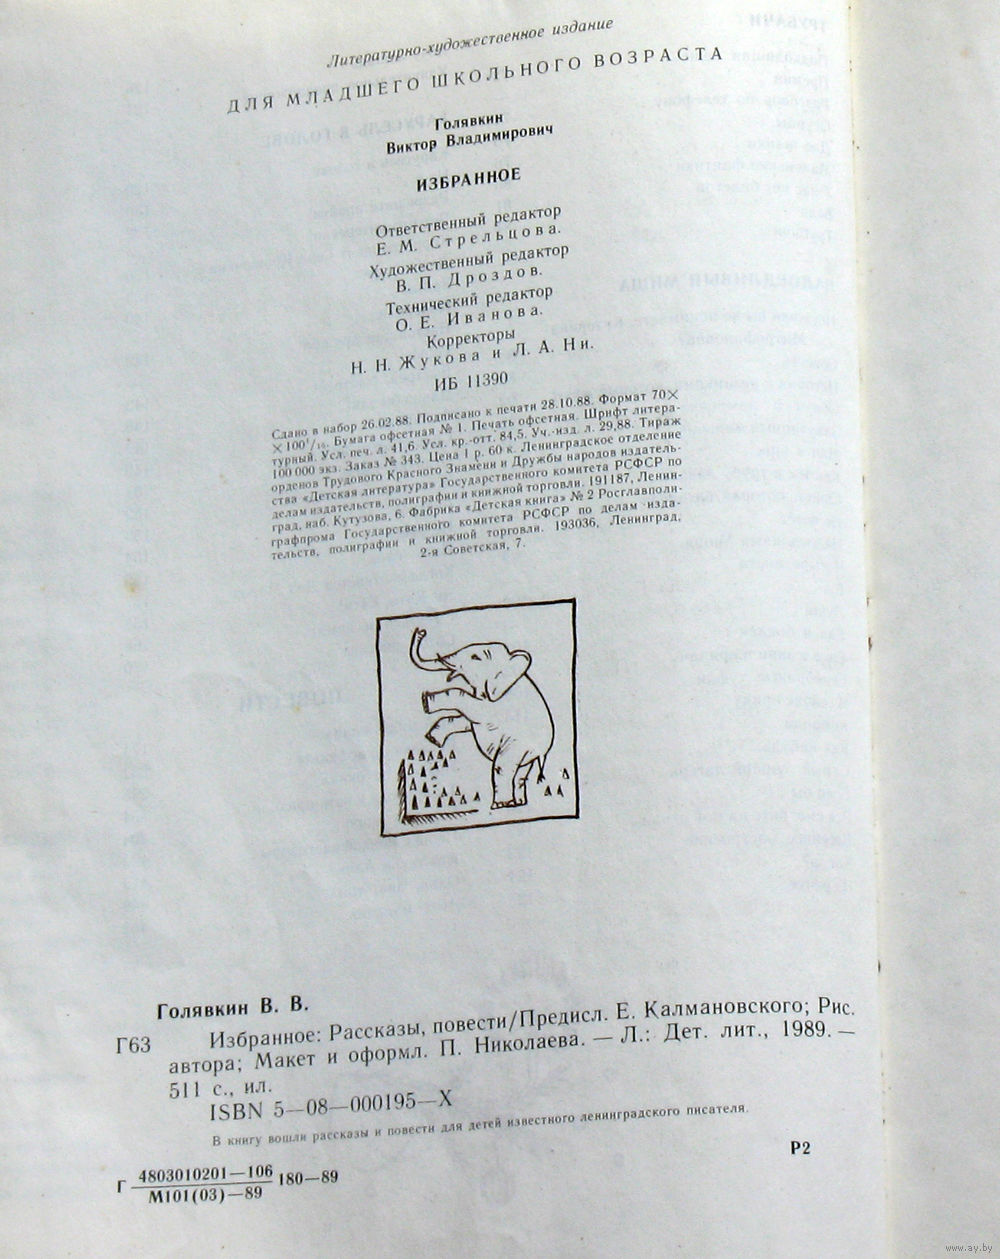 Литературно-художественное издание
ДЛЯ МЛАДШЕГО ШКОЛЬНОГО ВОЗРАСТА
Голявкин
Виктор Владимирович
ИЗБРАННОЕ
Ответственный редактор
Е. М. Стрельцова.
Художественный редактор
В. П. Дроздов.
Технический редактор
О. Е. Иванова.
Корректоры
Н. Н. Жукова и Л. А. Ни.
ИБ 11390
Сдано в набор 26.02.88. Подписано к печати 28.10.88. Формат 70×
×100¹/₁₆. Бумага офсетная № 1. Печать офсетная. Шрифт литера-
турный. Усл. печ. л. 41,6. Усл. кр.-отт. 84,5. Уч.-изд. л. 29,88. Тираж
100 000 экз. Заказ № 343. Цена 1 р. 60 к. Ленинградское отделение
орденов Трудового Красного Знамени и Дружбы народов издатель-
ства «Детская литература» Государственного комитета РСФСР по
делам издательств, полиграфии и книжной торговли. 191187, Ленин-
град, наб. Кутузова, 6. Фабрика «Детская книга» № 2 Росглавполи-
графпрома Государственного комитета РСФСР по делам изда-
тельств, полиграфии и книжной торговли. 193036, Ленинград,
2-я Советская, 7.
Голявкин В. В.
Г63 Избранное: Рассказы, повести/Предисл. Е. Калмановского; Рис.
автора; Макет и оформл. П. Николаева. — Л.: Дет. лит., 1989. —
511 с., ил.
ISBN 5—08—000195—X
В книгу вошли рассказы и повести для детей известного ленинградского писателя.
Г 4803010201—106 180—89
М101(03)—89
Р2
www.ay.by